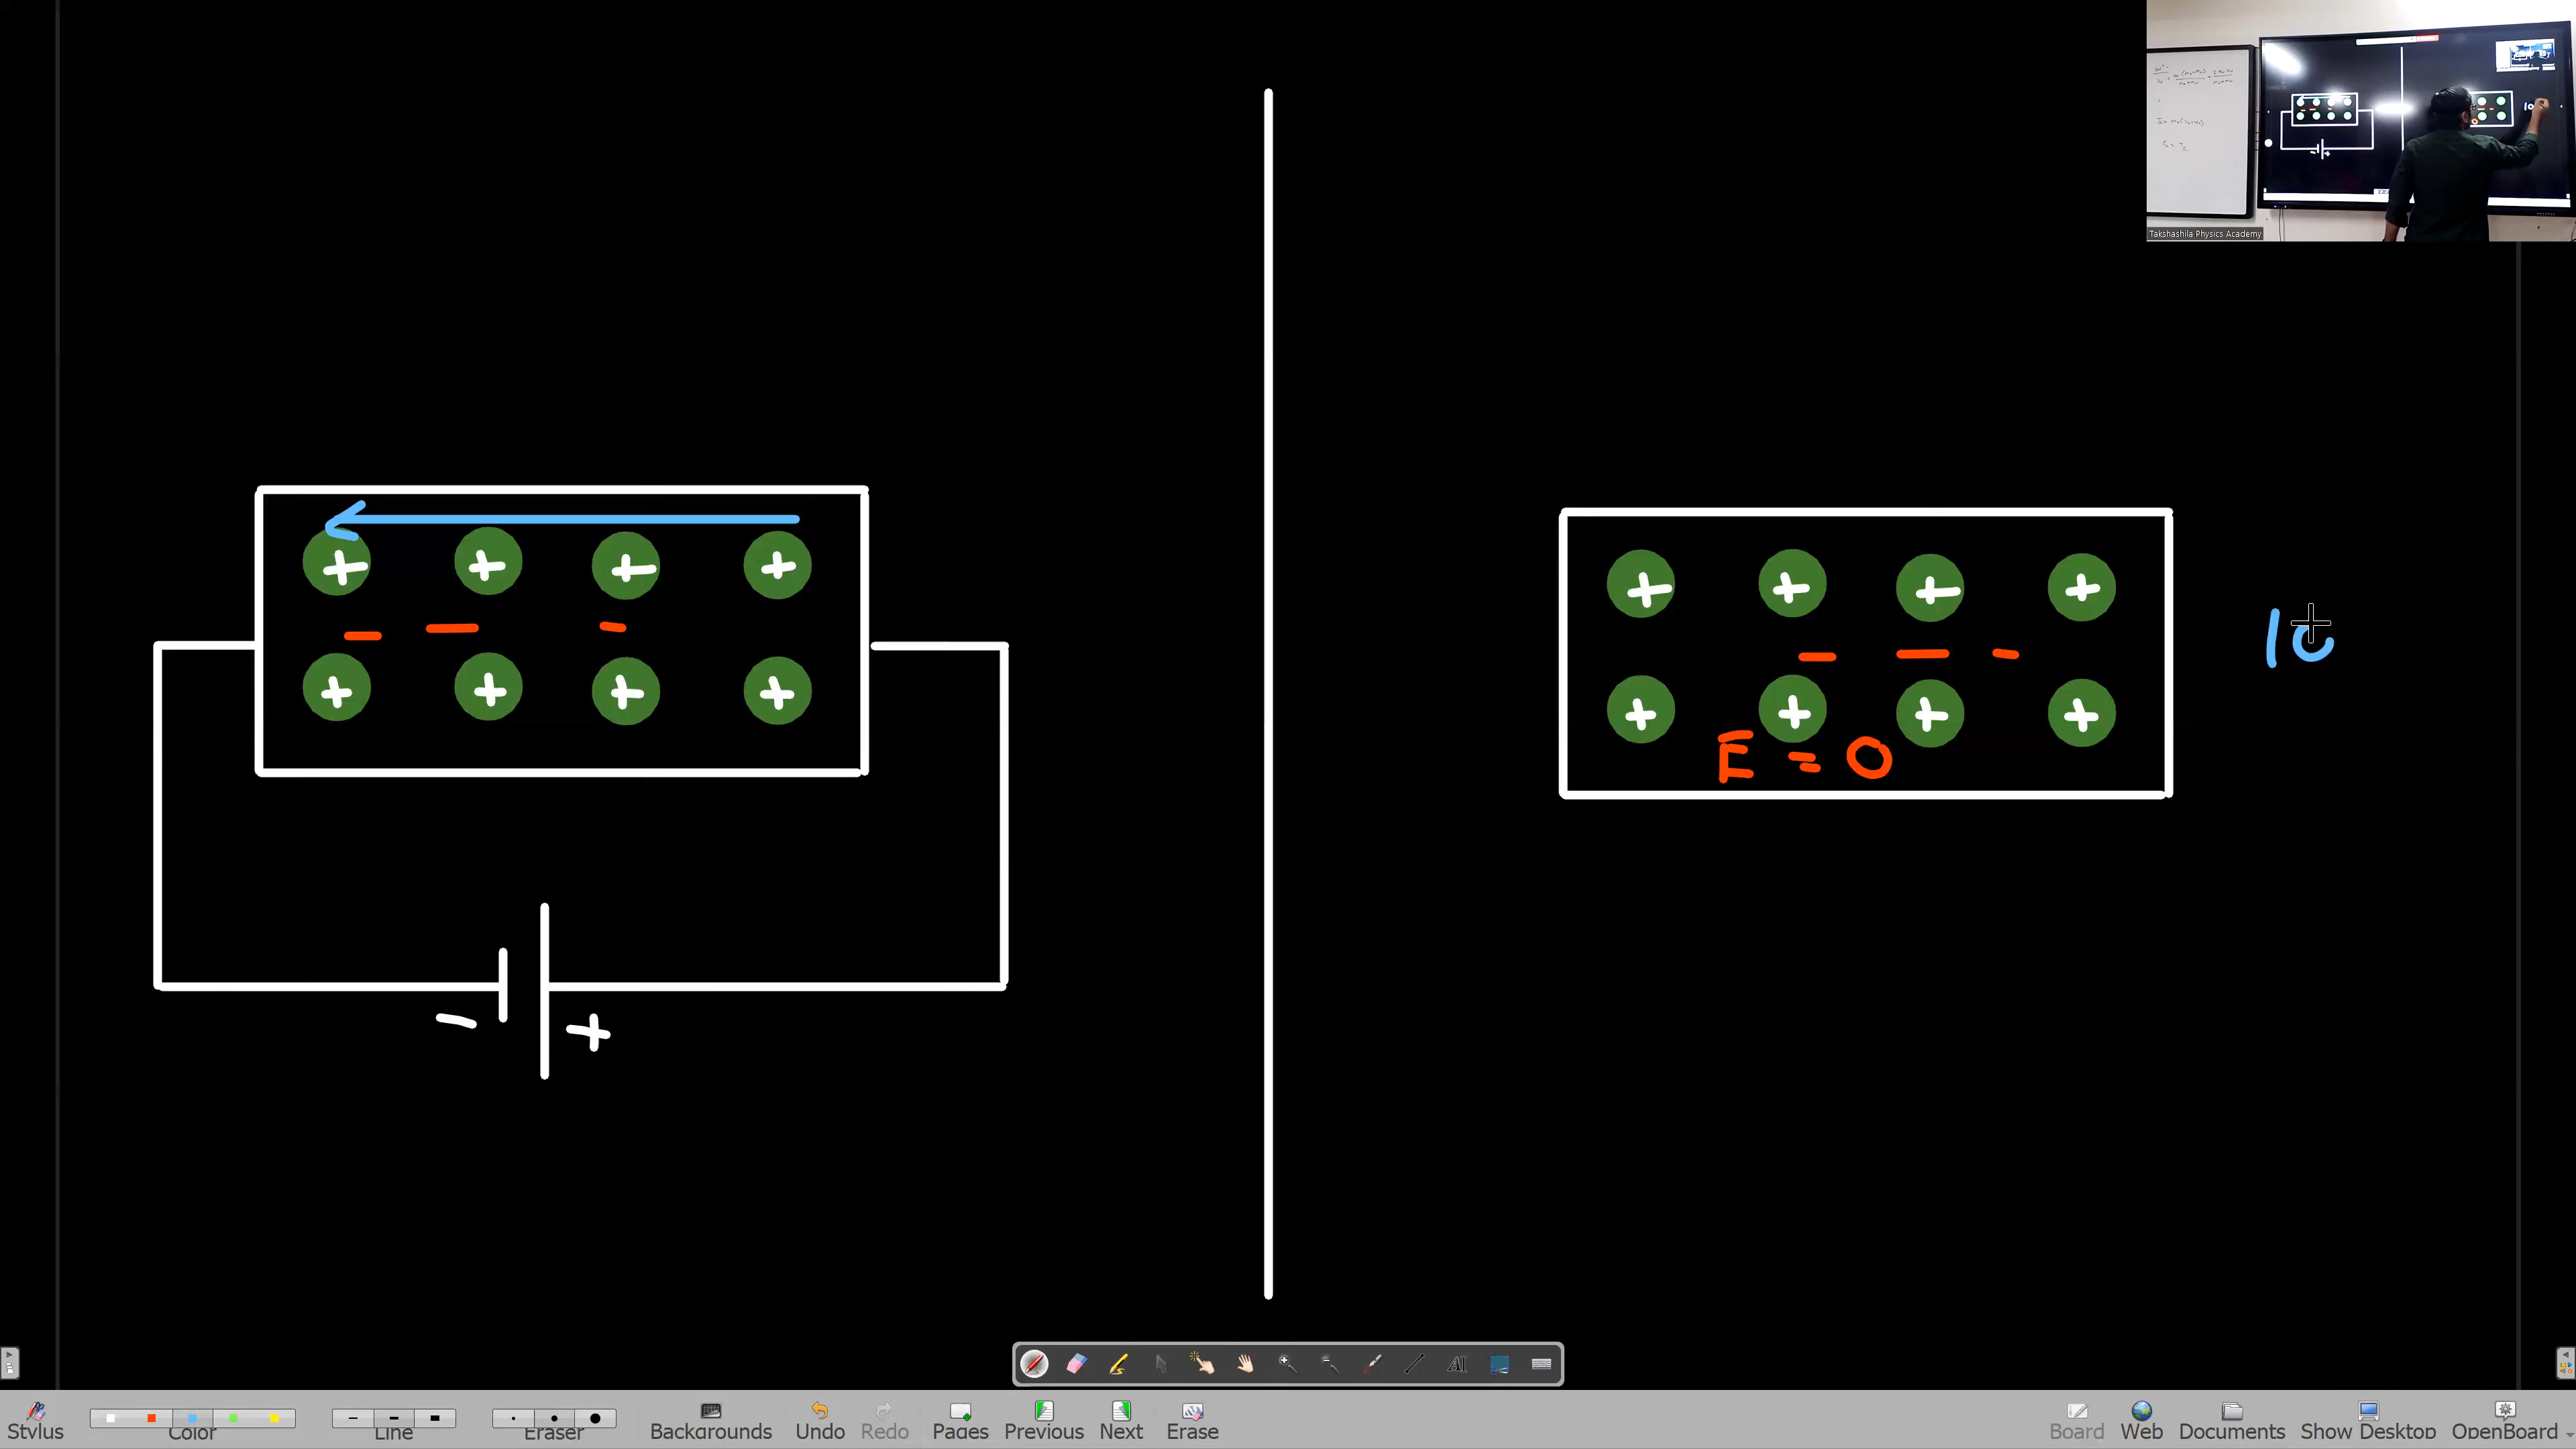 Takshashila Physics Academy
+ + + +
- - -
+ + + +
- +
+ + + +
- - -
+ + + +
E = 0
10
Stylus
Color
Line
Eraser
Backgrounds
Undo
Redo
Pages
Previous
Next
Erase
Board
Web
Documents
Show Desktop
OpenBoard